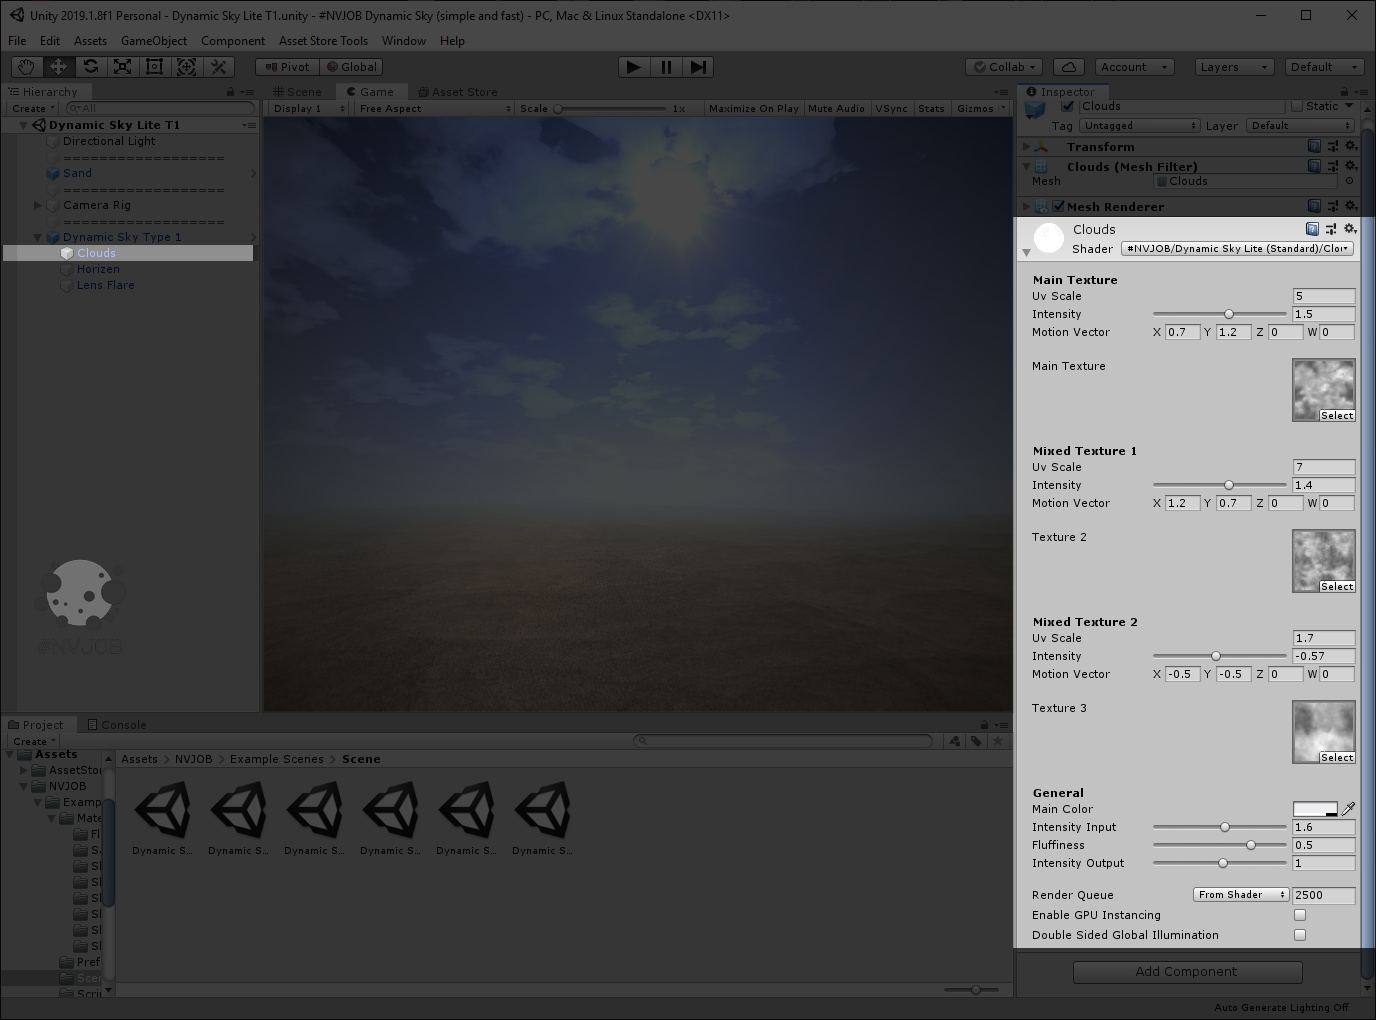 Unity 2019.1.8f1 Personal - Dynamic Sky Lite T1.unity - #NVJOB Dynamic Sky (simple and fast) - PC, Mac & Linux Standalone <DX11>
File Edit Assets GameObject Component Asset Store Tools Window Help
Pivot Global Collab Account Layers Default
Hierarchy
Create All
Dynamic Sky Lite T1
Directional Light
==================
Sand
==================
Camera Rig
==================
Dynamic Sky Type 1
Clouds
Horizen
Lens Flare
#NVJOB
Scene Game Asset Store
Display 1 Free Aspect Scale 1x Maximize On Play Mute Audio VSync Stats Gizmos
Inspector
Clouds Static
Tag Untagged Layer Default
Transform
Clouds (Mesh Filter)
Mesh Clouds
Mesh Renderer
Clouds
Shader #NVJOB/Dynamic Sky Lite (Standard)/Clou
Main Texture
Uv Scale 5
Intensity 1.5
Motion Vector X 0.7 Y 1.2 Z 0 W 0
Main Texture
Select
Mixed Texture 1
Uv Scale 7
Intensity 1.4
Motion Vector X 1.2 Y 0.7 Z 0 W 0
Texture 2
Select
Mixed Texture 2
Uv Scale 1.7
Intensity -0.57
Motion Vector X -0.5 Y -0.5 Z 0 W 0
Texture 3
Select
General
Main Color
Intensity Input 1.6
Fluffiness 0.5
Intensity Output 1
Render Queue From Shader 2500
Enable GPU Instancing
Double Sided Global Illumination
Add Component
Auto Generate Lighting Off
Project Console
Create
Assets
AssetSto
NVJOB
Examp
Mate
Fl
S.
Sl
Sl
Sl
Sl
Sl
Sl
Pref
Scen
Scri
Assets > NVJOB > Example Scenes > Scene
Dynamic S... Dynamic S... Dynamic S... Dynamic S... Dynamic S... Dynamic S...